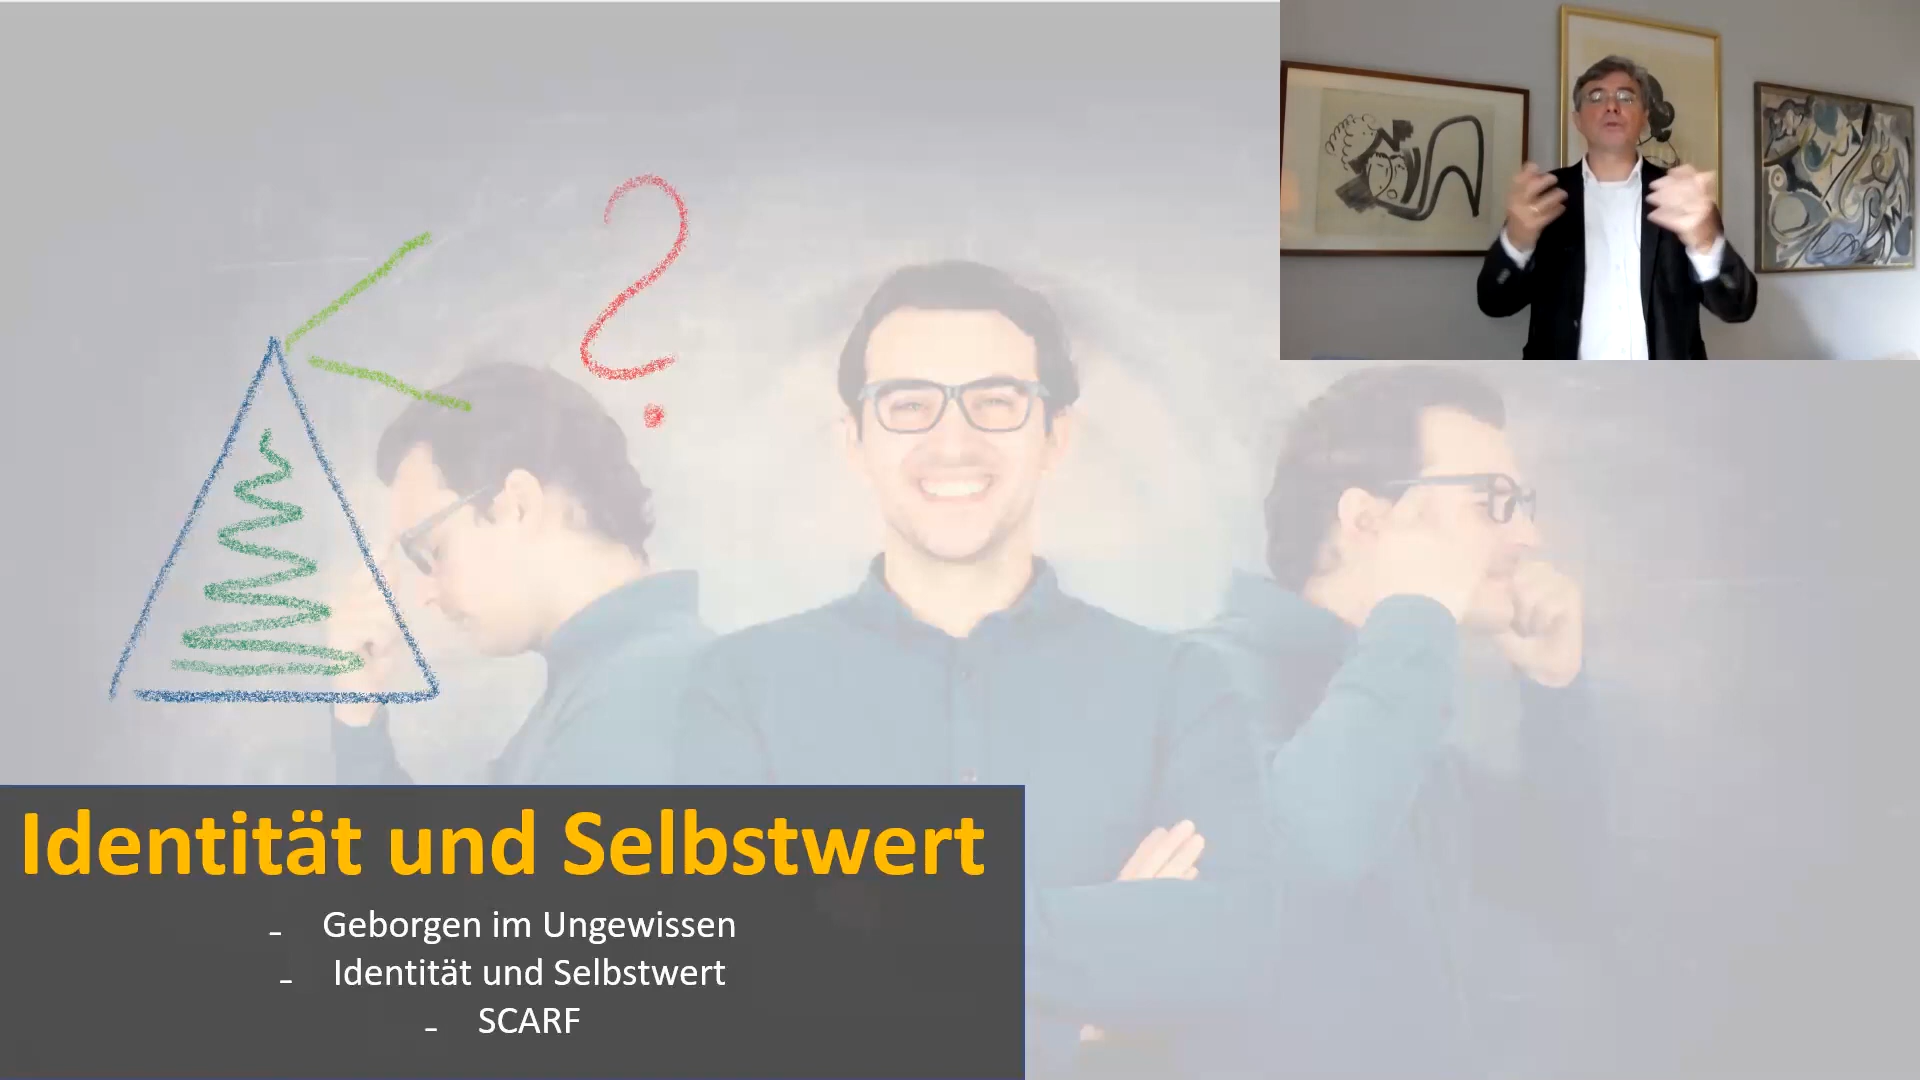 ?
Identität und Selbstwert
- Geborgen im Ungewissen
- Identität und Selbstwert
- SCARF